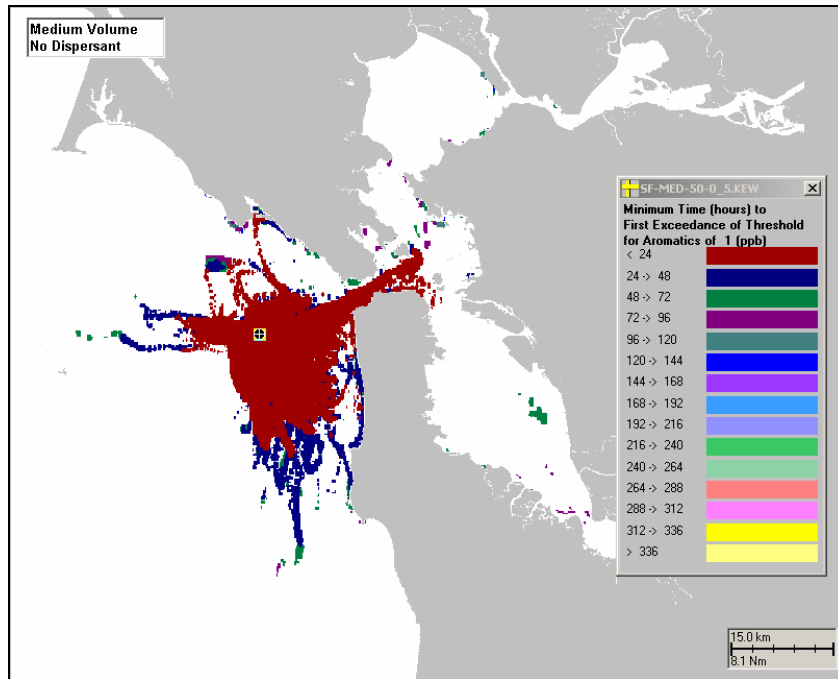 Medium Volume
No Dispersant
SF-MED-50-0_5.KEW
Minimum Time (hours) to
First Exceedance of Threshold
for Aromatics of 1 (ppb)
< 24
24 -> 48
48 -> 72
72 -> 96
96 -> 120
120 -> 144
144 -> 168
168 -> 192
192 -> 216
216 -> 240
240 -> 264
264 -> 288
288 -> 312
312 -> 336
> 336
15.0 km
8.1 Nm